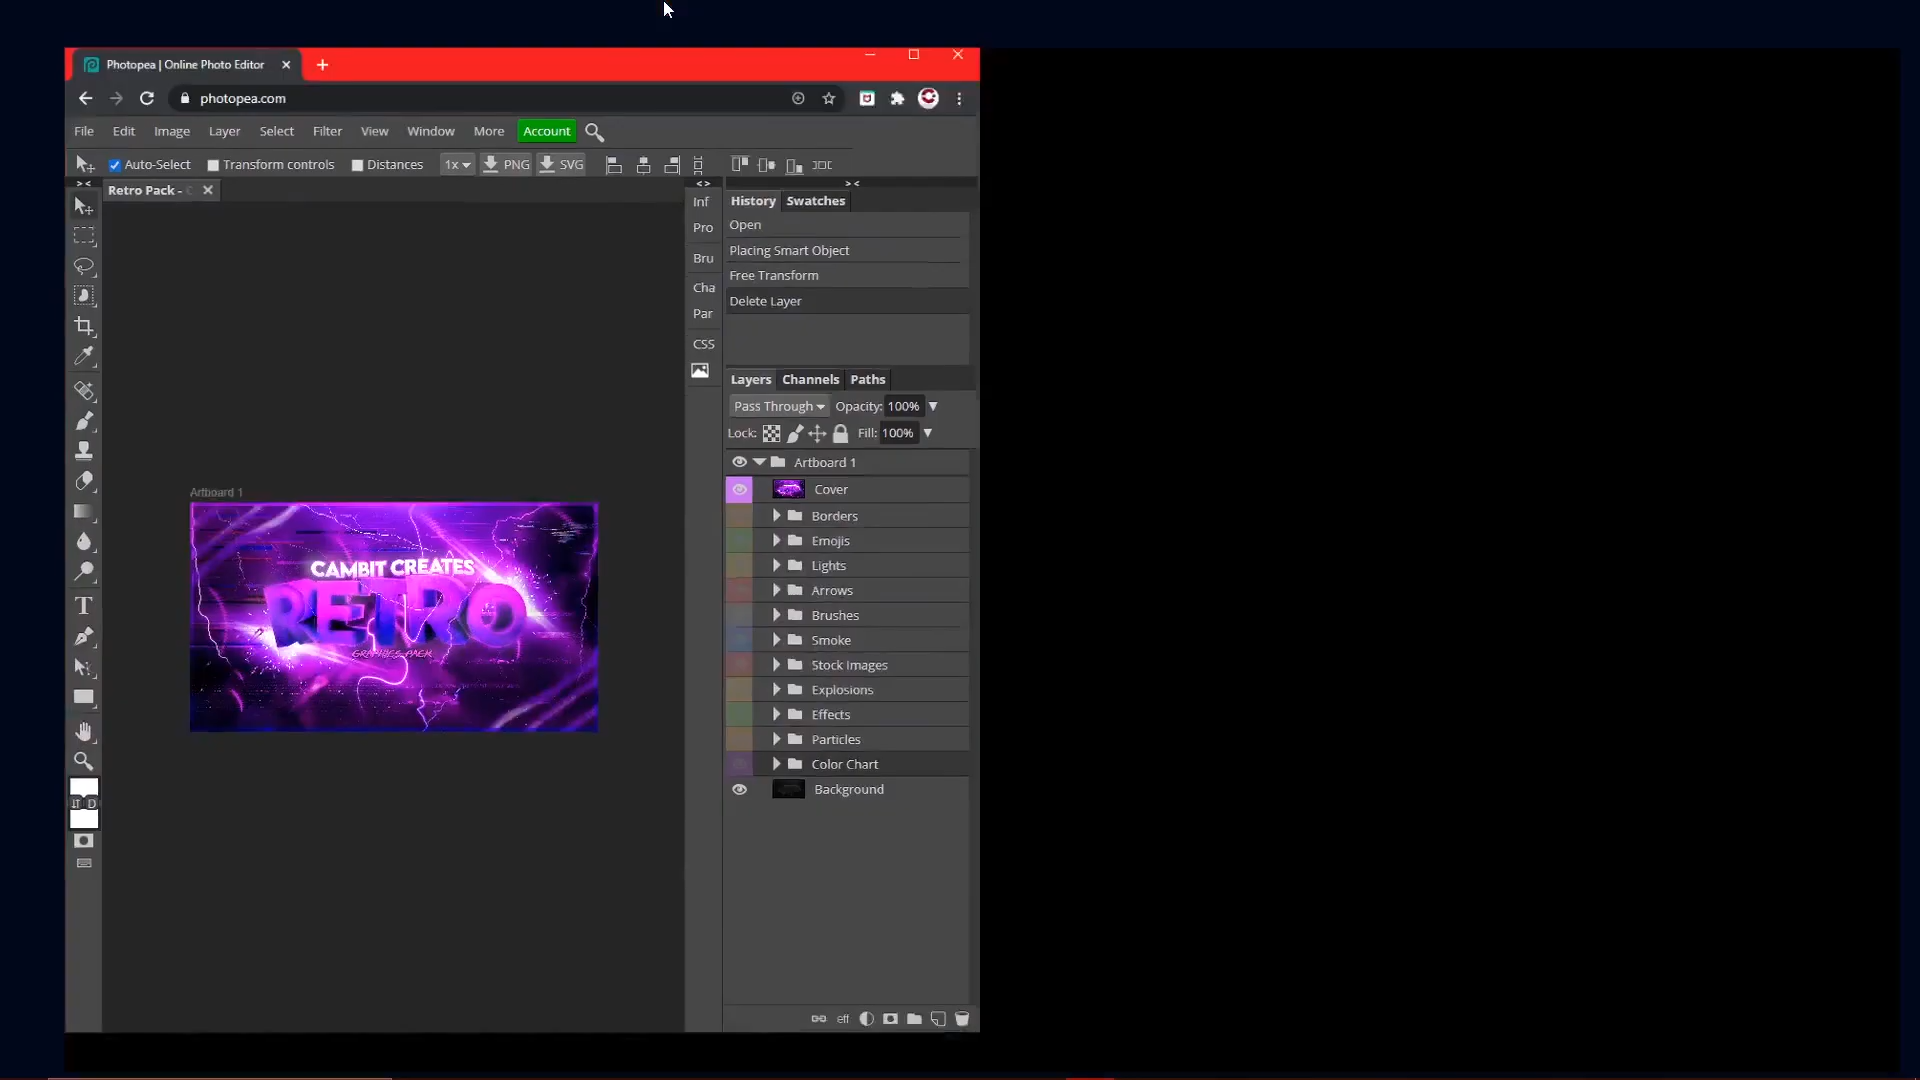 Photopea | Online Photo Editor
photopea.com
File Edit Image Layer Select Filter View Window More Account
Auto-Select Transform controls Distances 1x PNG SVG
Retro Pack -
Artboard 1
CAMBIT CREATES
RETRO
GRAPHICS PACK
D
Inf
Pro
Bru
Cha
Par
CSS
History Swatches
Open
Placing Smart Object
Free Transform
Delete Layer
Layers Channels Paths
Pass Through Opacity: 100%
Lock: Fill: 100%
Artboard 1
Cover
Borders
Emojis
Lights
Arrows
Brushes
Smoke
Stock Images
Explosions
Effects
Particles
Color Chart
Background
eff